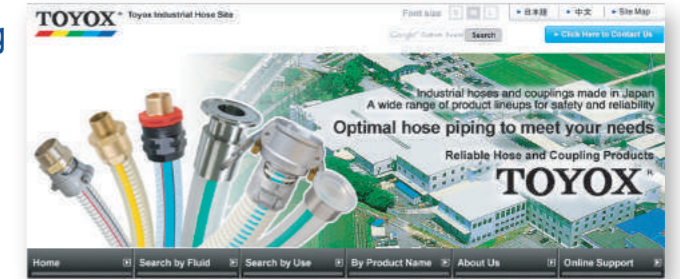 g
TOYOX® Toyox Industrial Hose Site
Font size S M L
日本語 中文 Site Map
Google™ Custom Search Search
Click Here to Contact Us
Industrial hoses and couplings made in Japan
A wide range of product lineups for safety and reliability
Optimal hose piping to meet your needs
Reliable Hose and Coupling Products
TOYOX®
Home Search by Fluid Search by Use By Product Name About Us Online Support